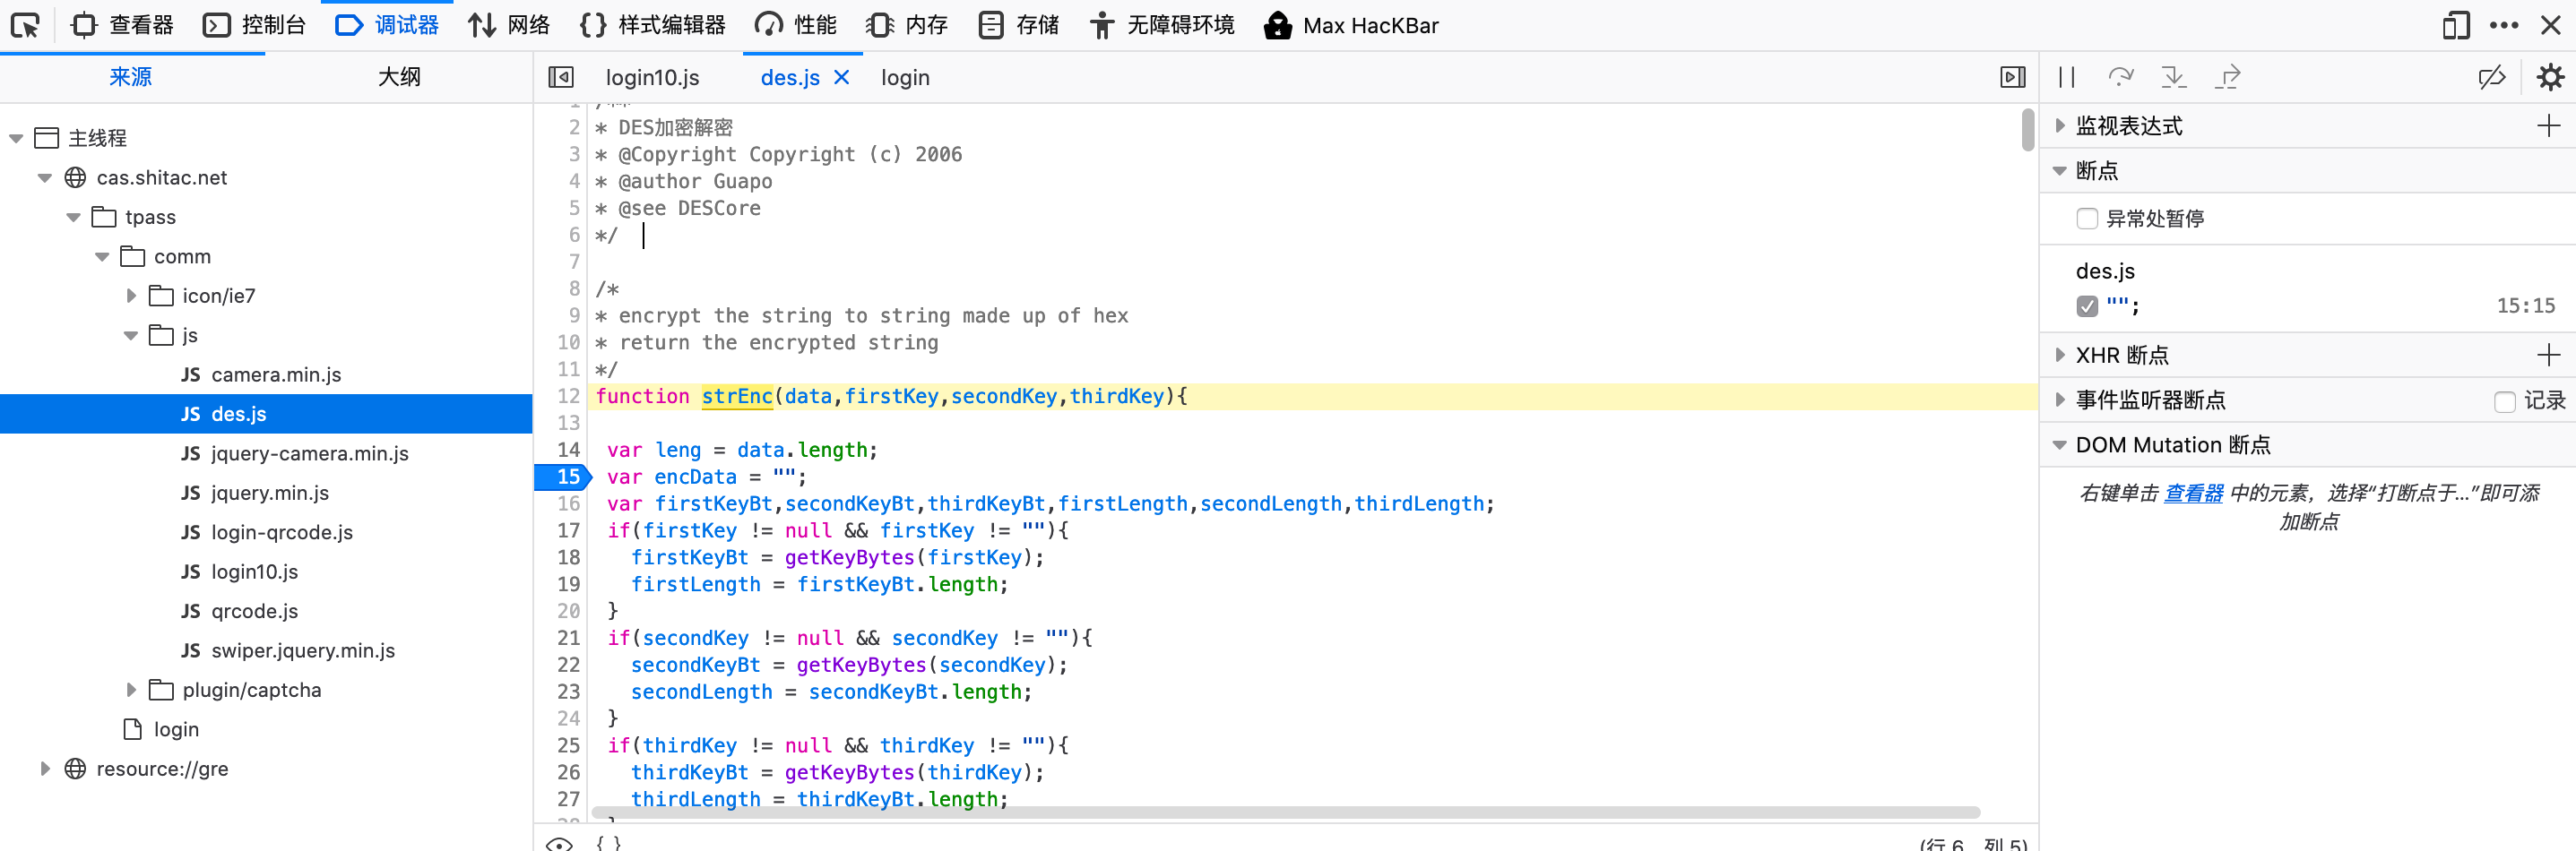 查看器 控制台 调试器 网络 样式编辑器 性能 内存 存储 无障碍环境 Max HacKBar
来源 大纲
主线程
cas.shitac.net
tpass
comm
icon/ie7
js
JS camera.min.js
JS des.js
JS jquery-camera.min.js
JS jquery.min.js
JS login-qrcode.js
JS login10.js
JS qrcode.js
JS swiper.jquery.min.js
plugin/captcha
login
resource://gre
login10.js des.js login
1 /**
2 * DES加密解密
3 * @Copyright Copyright (c) 2006
4 * @author Guapo
5 * @see DESCore
6 */
7
8 /*
9 * encrypt the string to string made up of hex
10 * return the encrypted string
11 */
12 function strEnc(data,firstKey,secondKey,thirdKey){
13
14 var leng = data.length;
15 var encData = "";
16 var firstKeyBt,secondKeyBt,thirdKeyBt,firstLength,secondLength,thirdLength;
17 if(firstKey != null && firstKey != ""){
18 firstKeyBt = getKeyBytes(firstKey);
19 firstLength = firstKeyBt.length;
20 }
21 if(secondKey != null && secondKey != ""){
22 secondKeyBt = getKeyBytes(secondKey);
23 secondLength = secondKeyBt.length;
24 }
25 if(thirdKey != null && thirdKey != ""){
26 thirdKeyBt = getKeyBytes(thirdKey);
27 thirdLength = thirdKeyBt.length;
28 }
{ } (行 6, 列 5)
监视表达式
断点
异常处暂停
des.js
""; 15:15
XHR 断点
事件监听器断点 记录
DOM Mutation 断点
右键单击 查看器 中的元素，选择“打断点于…”即可添
加断点